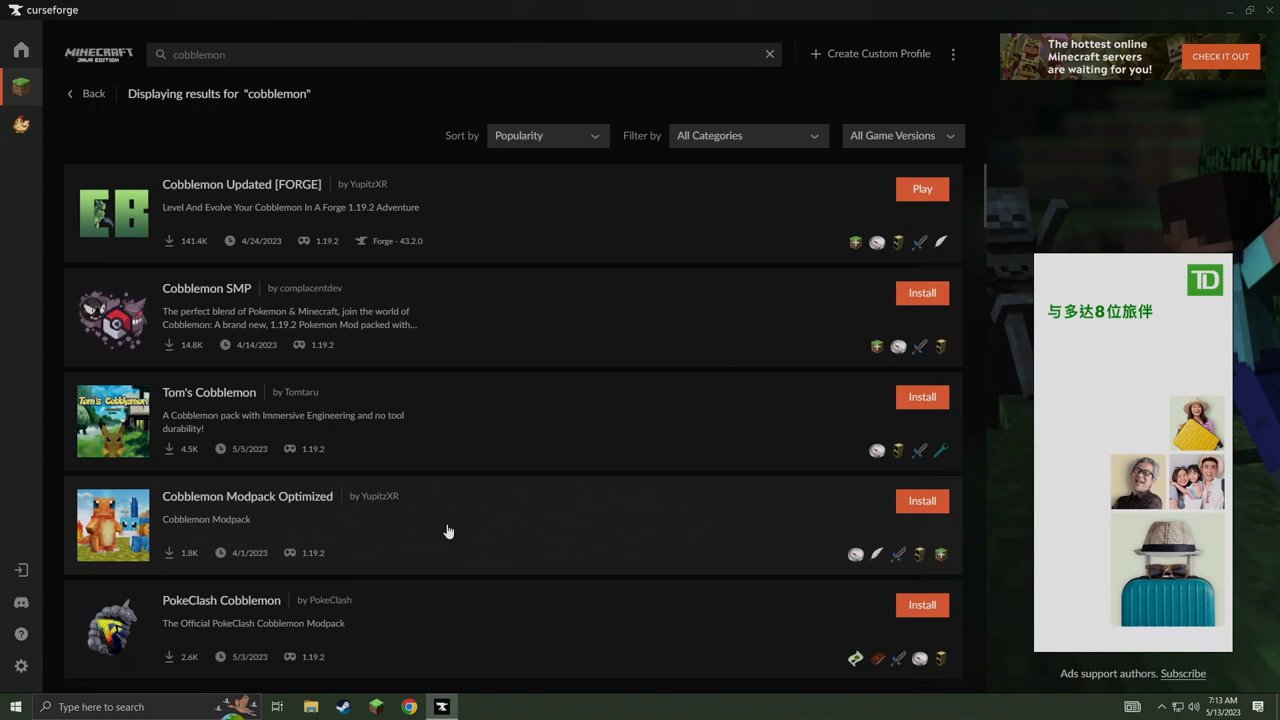 curseforge
MINECRAFT
JAVA EDITION
cobblemon
Create Custom Profile
The hottest online
Minecraft servers
are waiting for you!
CHECK IT OUT
Back
Displaying results for "cobblemon"
Sort by
Popularity
Filter by
All Categories
All Game Versions
CB
Cobblemon Updated [FORGE]
by YupitzXR
Level And Evolve Your Cobblemon In A Forge 1.19.2 Adventure
141.4K
4/24/2023
1.19.2
Forge - 43.2.0
Play
Cobblemon SMP
by complacentdev
The perfect blend of Pokemon & Minecraft, join the world of
Cobblemon: A brand new, 1.19.2 Pokemon Mod packed with...
14.8K
4/14/2023
1.19.2
Install
Tom's Cobblemon
Tom's Cobblemon
by Tomtaru
A Cobblemon pack with Immersive Engineering and no tool
durability!
4.5K
5/5/2023
1.19.2
Install
Cobblemon Modpack Optimized
by YupitzXR
Cobblemon Modpack
1.8K
4/1/2023
1.19.2
Install
PokeClash Cobblemon
by PokeClash
The Official PokeClash Cobblemon Modpack
2.6K
5/3/2023
1.19.2
Install
TD
与多达8位旅伴
Ads support authors. Subscribe
Type here to search
7:13 AM
5/13/2023